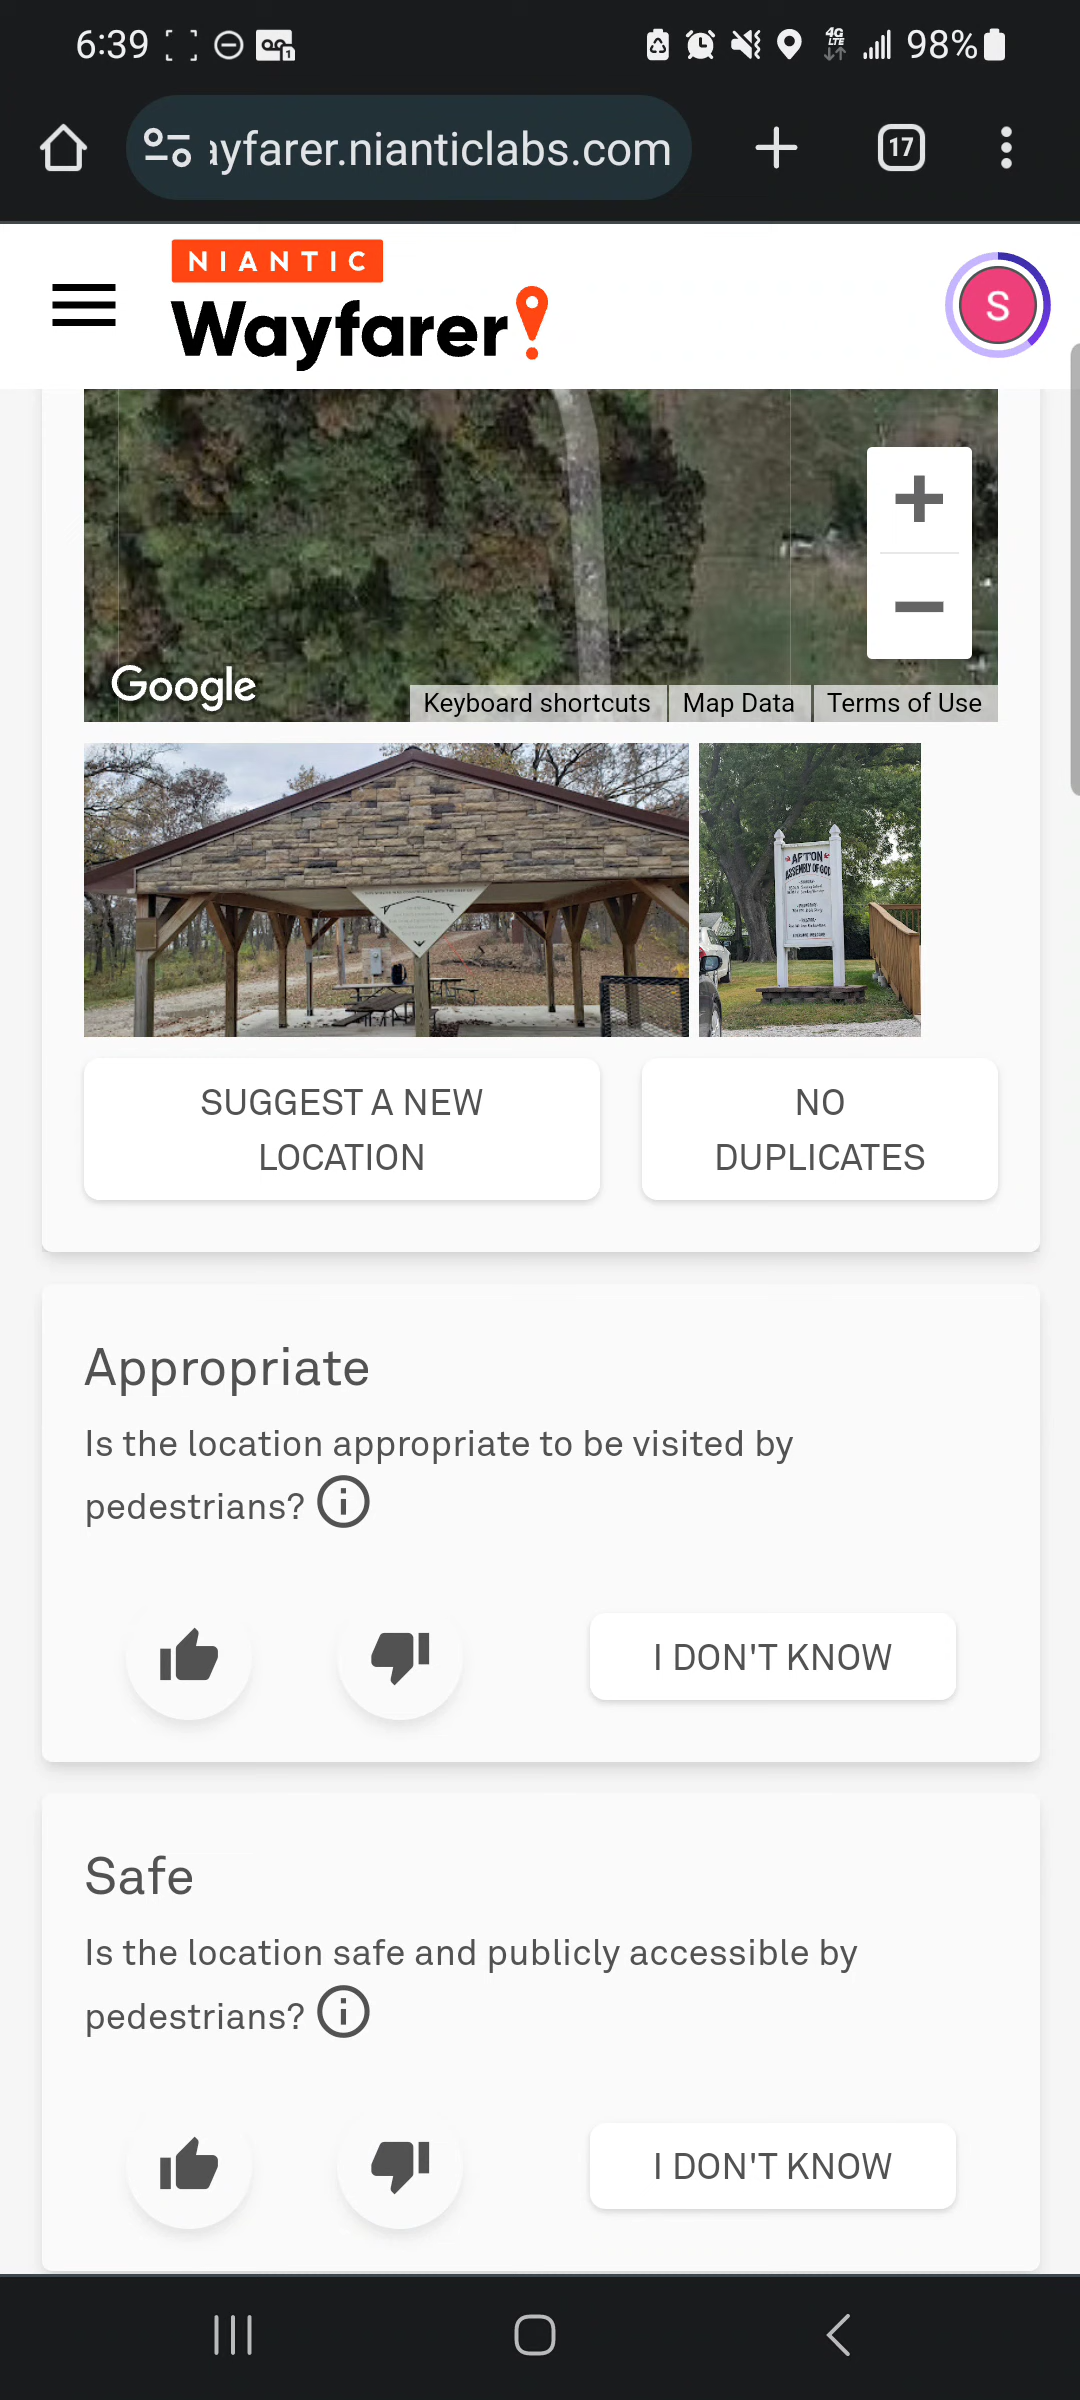 6:39
4G
LTE
98%
ayfarer.nianticlabs.com
17
NIANTIC
Wayfarer
S
Google
Keyboard shortcuts
Map Data
Terms of Use
AFTON
ASSEMBLY OF GOD
SUGGEST A NEW
LOCATION
NO
DUPLICATES
Appropriate
Is the location appropriate to be visited by
pedestrians?
I DON'T KNOW
Safe
Is the location safe and publicly accessible by
pedestrians?
I DON'T KNOW